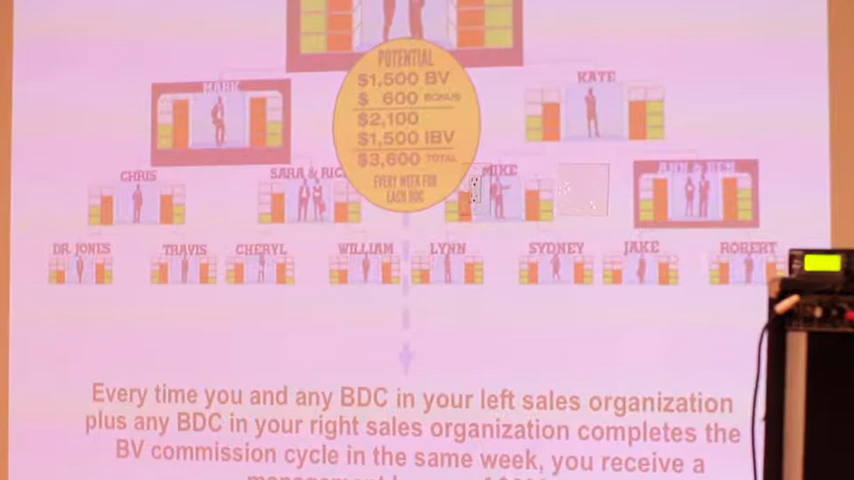 POTENTIAL
$1,500 BV
$ 600 BONUS
$2,100
$1,500 IBV
$3,600 TOTAL
EVERY WEEK FOR
EACH BDC
MARK
KATE
CHRIS
SARA & RICK
MIKE
DR. JONES
TRAVIS
CHERYL
WILLIAM
LYNN
SYDNEY
JAKE
ROBERT
Every time you and any BDC in your left sales organization
plus any BDC in your right sales organization completes the
BV commission cycle in the same week, you receive a